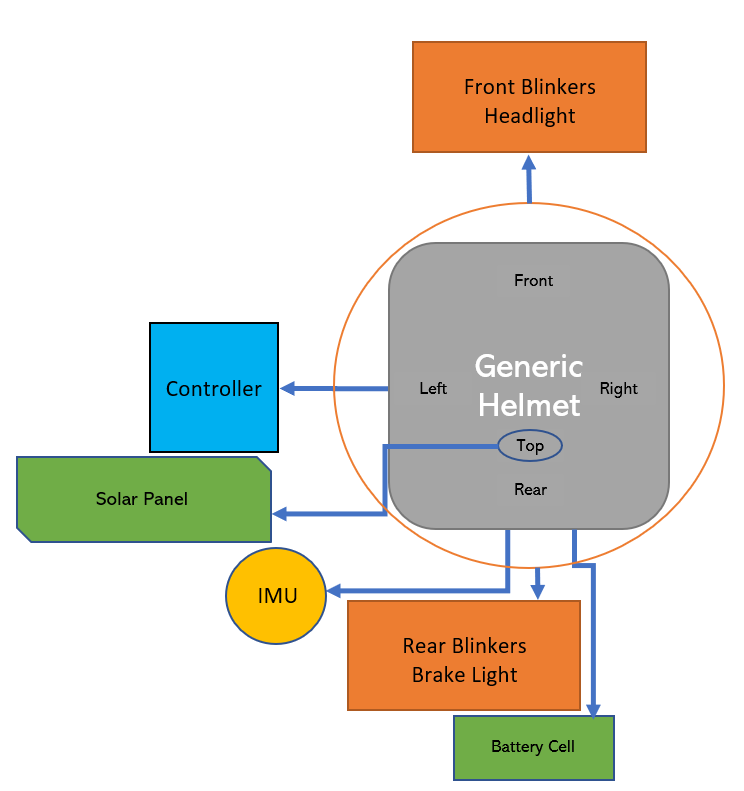 Front Blinkers
Headlight
Front
Controller
Left
Generic
Helmet
Right
Top
Rear
Solar Panel
IMU
Rear Blinkers
Brake Light
Battery Cell